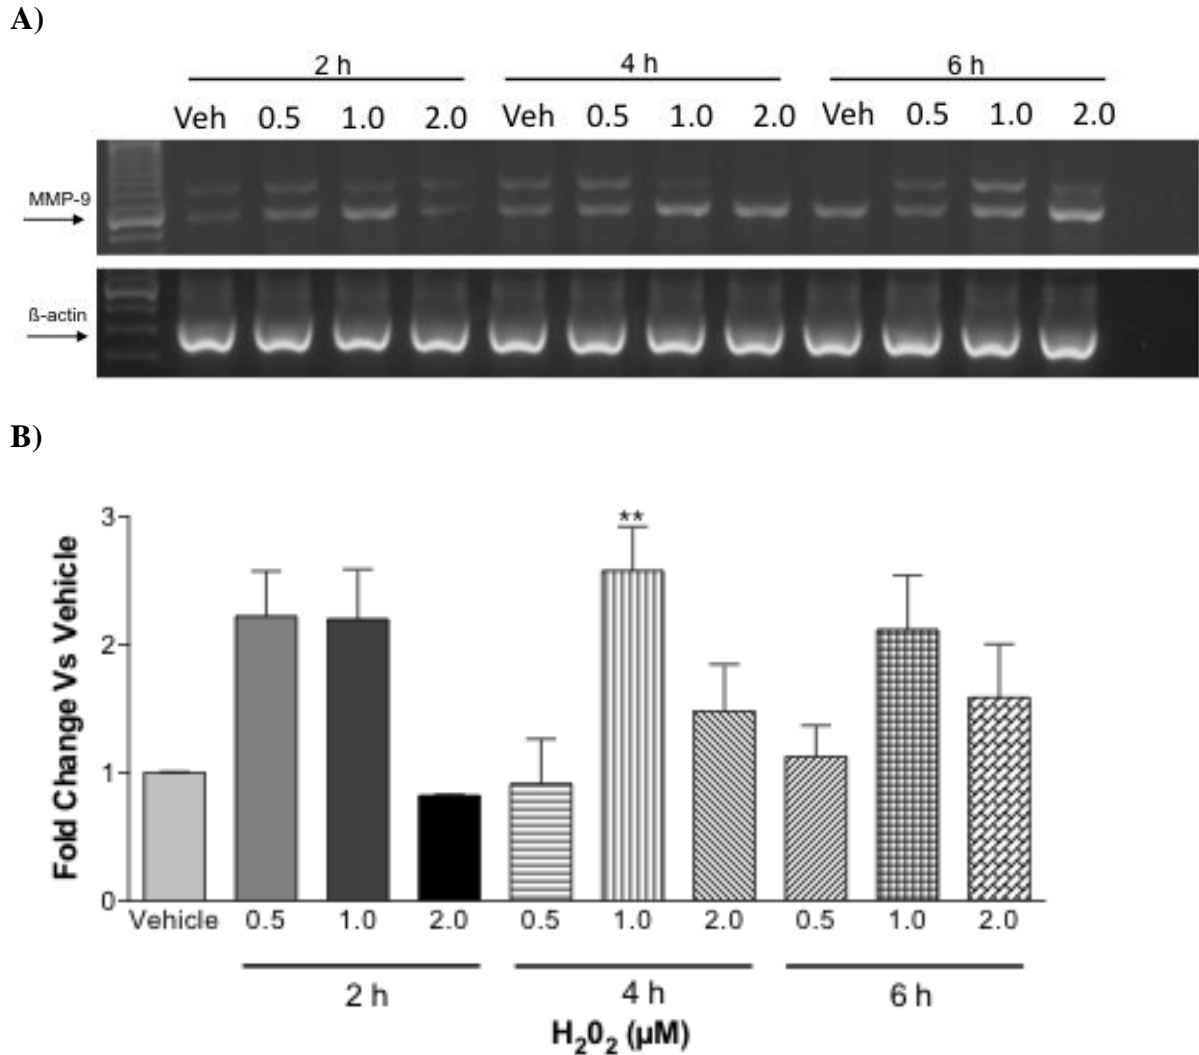 A)
2 h 4 h 6 h
Veh 0.5 1.0 2.0 Veh 0.5 1.0 2.0 Veh 0.5 1.0 2.0
MMP-9
ß-actin
B)
Fold Change Vs Vehicle
3
**
2
1
0
Vehicle 0.5 1.0 2.0 0.5 1.0 2.0 0.5 1.0 2.0
2 h 4 h 6 h
H₂0₂ (µM)